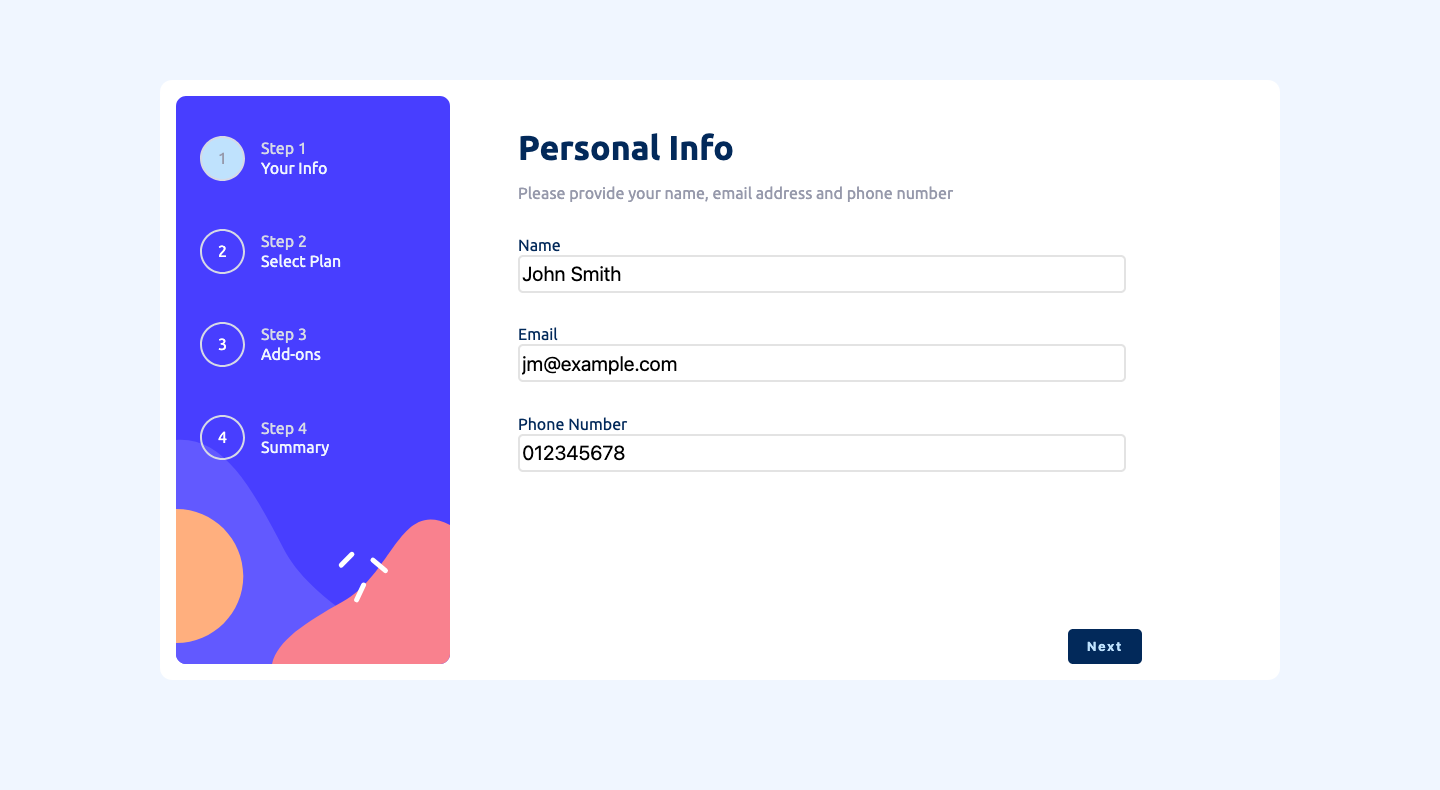 1
Step 1
Your Info
2
Step 2
Select Plan
3
Step 3
Add-ons
4
Step 4
Summary
Personal Info
Please provide your name, email address and phone number
Name
John Smith
Email
jm@example.com
Phone Number
012345678
Next